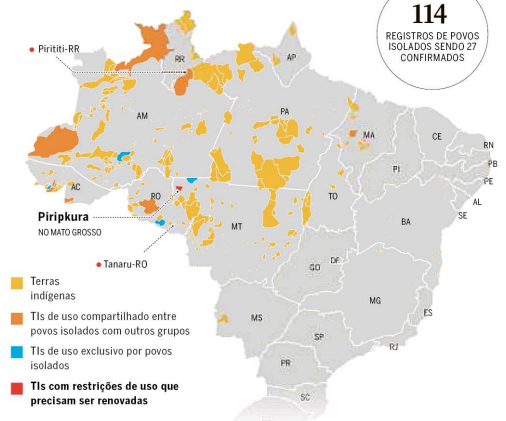 114
REGISTROS DE POVOS
ISOLADOS SENDO 27
CONFIRMADOS
Pirititi-RR
RR
AP
AM
PA
MA
CE
RN
PB
PE
AL
SE
PI
AC
RO
TO
BA
MT
Piripkura
NO MATO GROSSO
Tanaru-RO
GO
DF
MG
ES
MS
SP
RJ
PR
SC
Terras
indígenas
TIs de uso compartilhado entre
povos isolados com outros grupos
TIs de uso exclusivo por povos
isolados
TIs com restrições de uso que
precisam ser renovadas